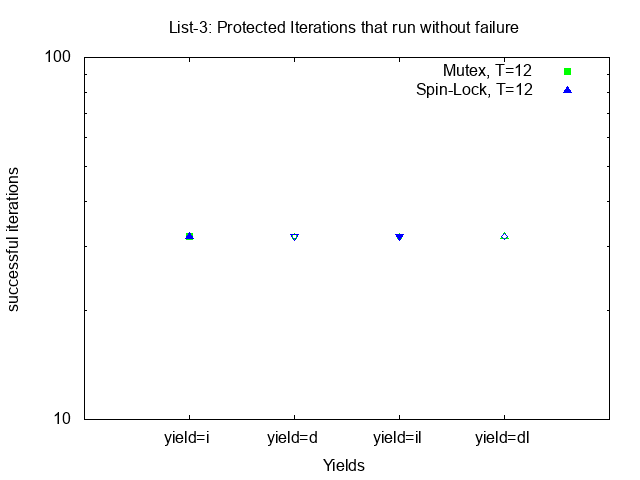 List-3: Protected Iterations that run without failure
100
Mutex, T=12
Spin-Lock, T=12
successful iterations
10
yield=i yield=d yield=il yield=dl
Yields